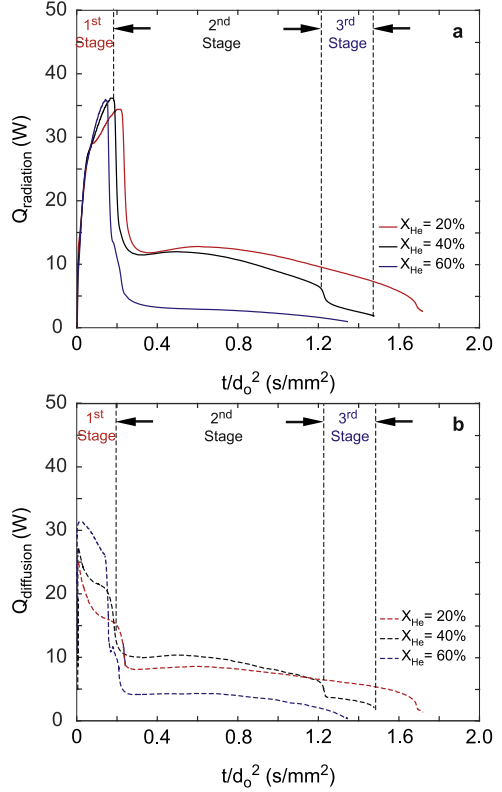 40
1st
Stage
2nd
Stage
3rd
Stage
a
30
20
10
0
Qradiation (W)
XHe= 20%
XHe= 40%
XHe= 60%
0 0.4 0.8 1.2 1.6 2.0
t/do2 (s/mm2)
50
1st
Stage
2nd
Stage
3rd
Stage
b
40
30
20
10
0
Qdiffusion (W)
XHe= 20%
XHe= 40%
XHe= 60%
0 0.4 0.8 1.2 1.6 2.0
t/do2 (s/mm2)